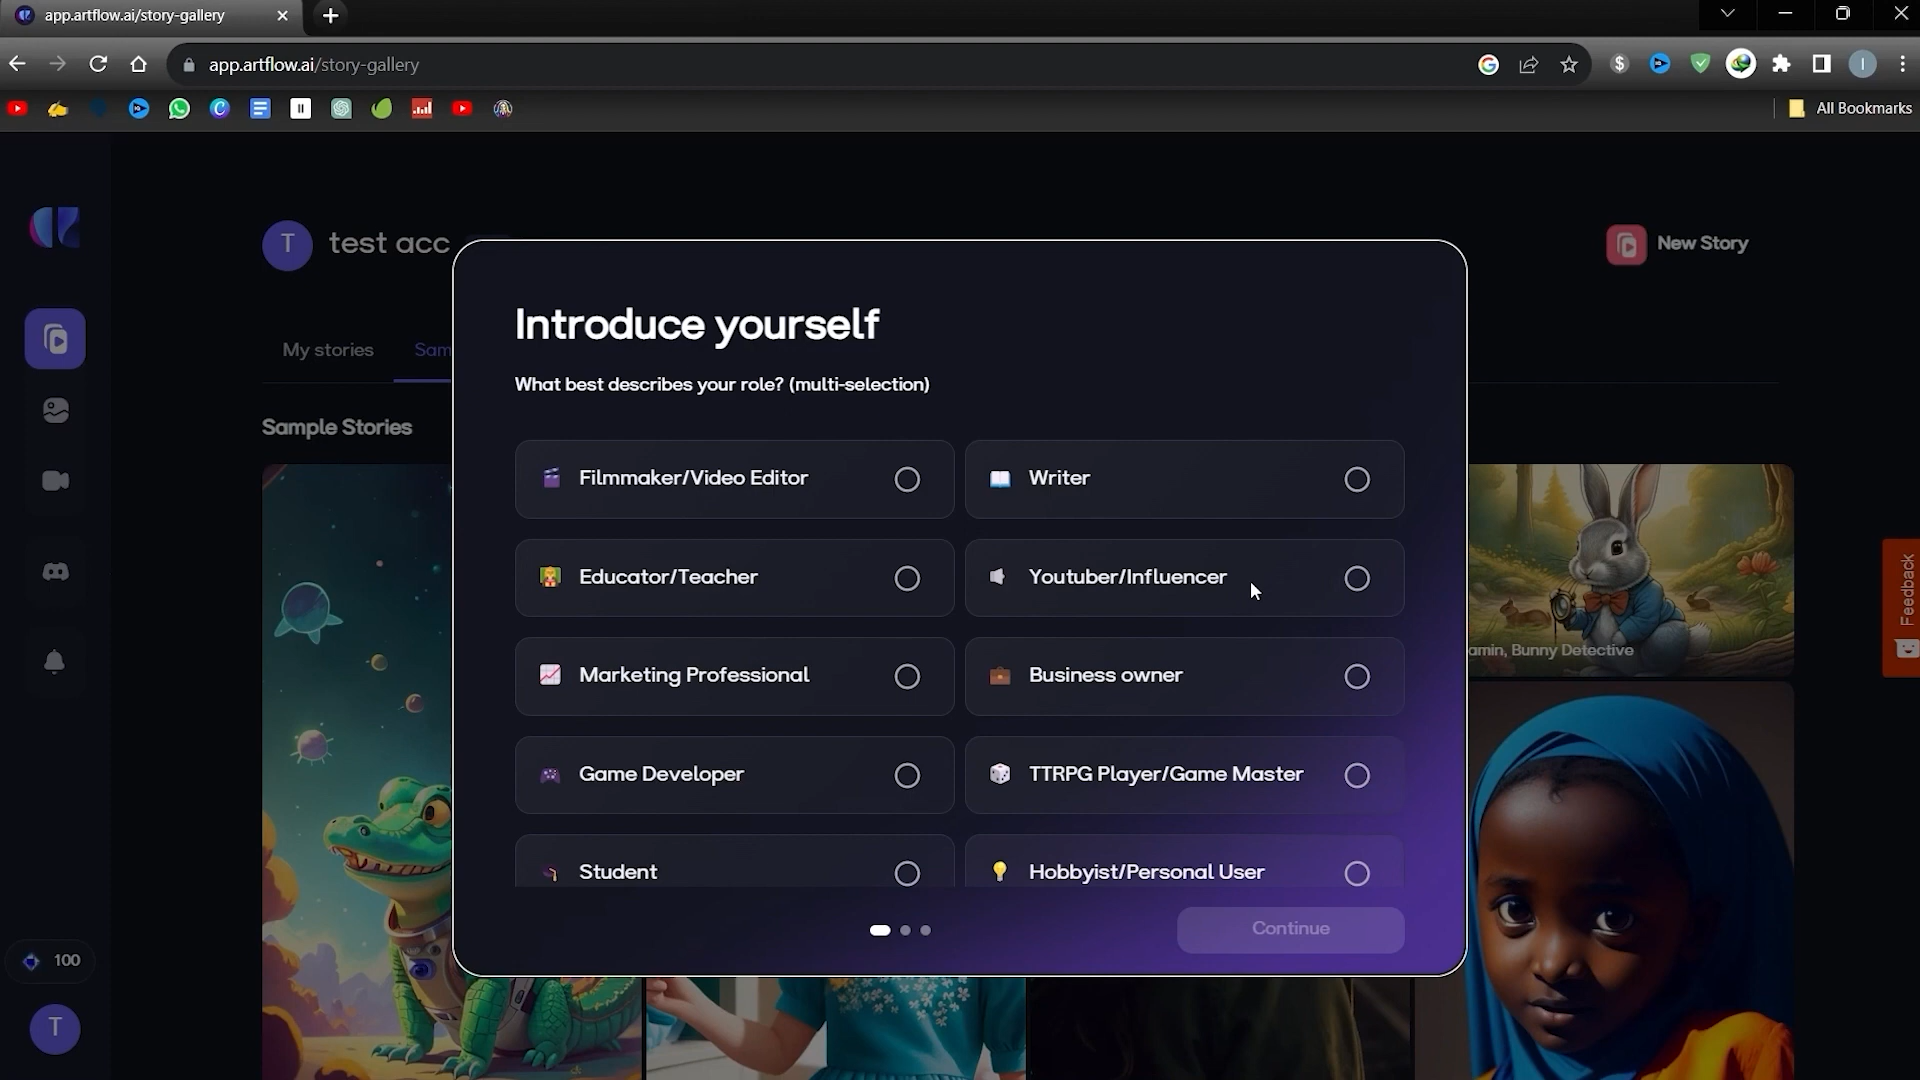 app.artflow.ai/story-gallery
app.artflow.ai/story-gallery
All Bookmarks
T
test acc
New Story
My stories
Sam
Sample Stories
Introduce yourself
What best describes your role? (multi-selection)
Filmmaker/Video Editor
Writer
Educator/Teacher
Youtuber/Influencer
Marketing Professional
Business owner
Game Developer
TTRPG Player/Game Master
Student
Hobbyist/Personal User
Continue
amin, Bunny Detective
Feedback
100
T